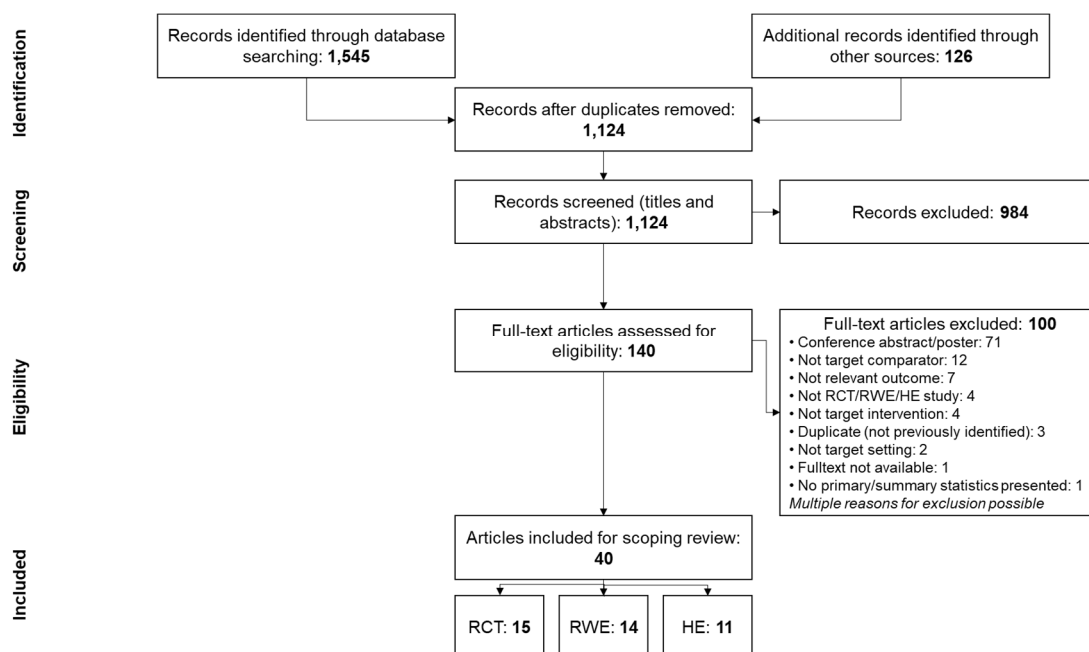 Identification
Records identified through database
searching: 1,545
Additional records identified through
other sources: 126
Records after duplicates removed:
1,124
Screening
Records screened (titles and
abstracts): 1,124
Records excluded: 984
Eligibility
Full-text articles assessed for
eligibility: 140
Full-text articles excluded: 100
• Conference abstract/poster: 71
• Not target comparator: 12
• Not relevant outcome: 7
• Not RCT/RWE/HE study: 4
• Not target intervention: 4
• Duplicate (not previously identified): 3
• Not target setting: 2
• Fulltext not available: 1
• No primary/summary statistics presented: 1
Multiple reasons for exclusion possible
Included
Articles included for scoping review:
40
RCT: 15
RWE: 14
HE: 11